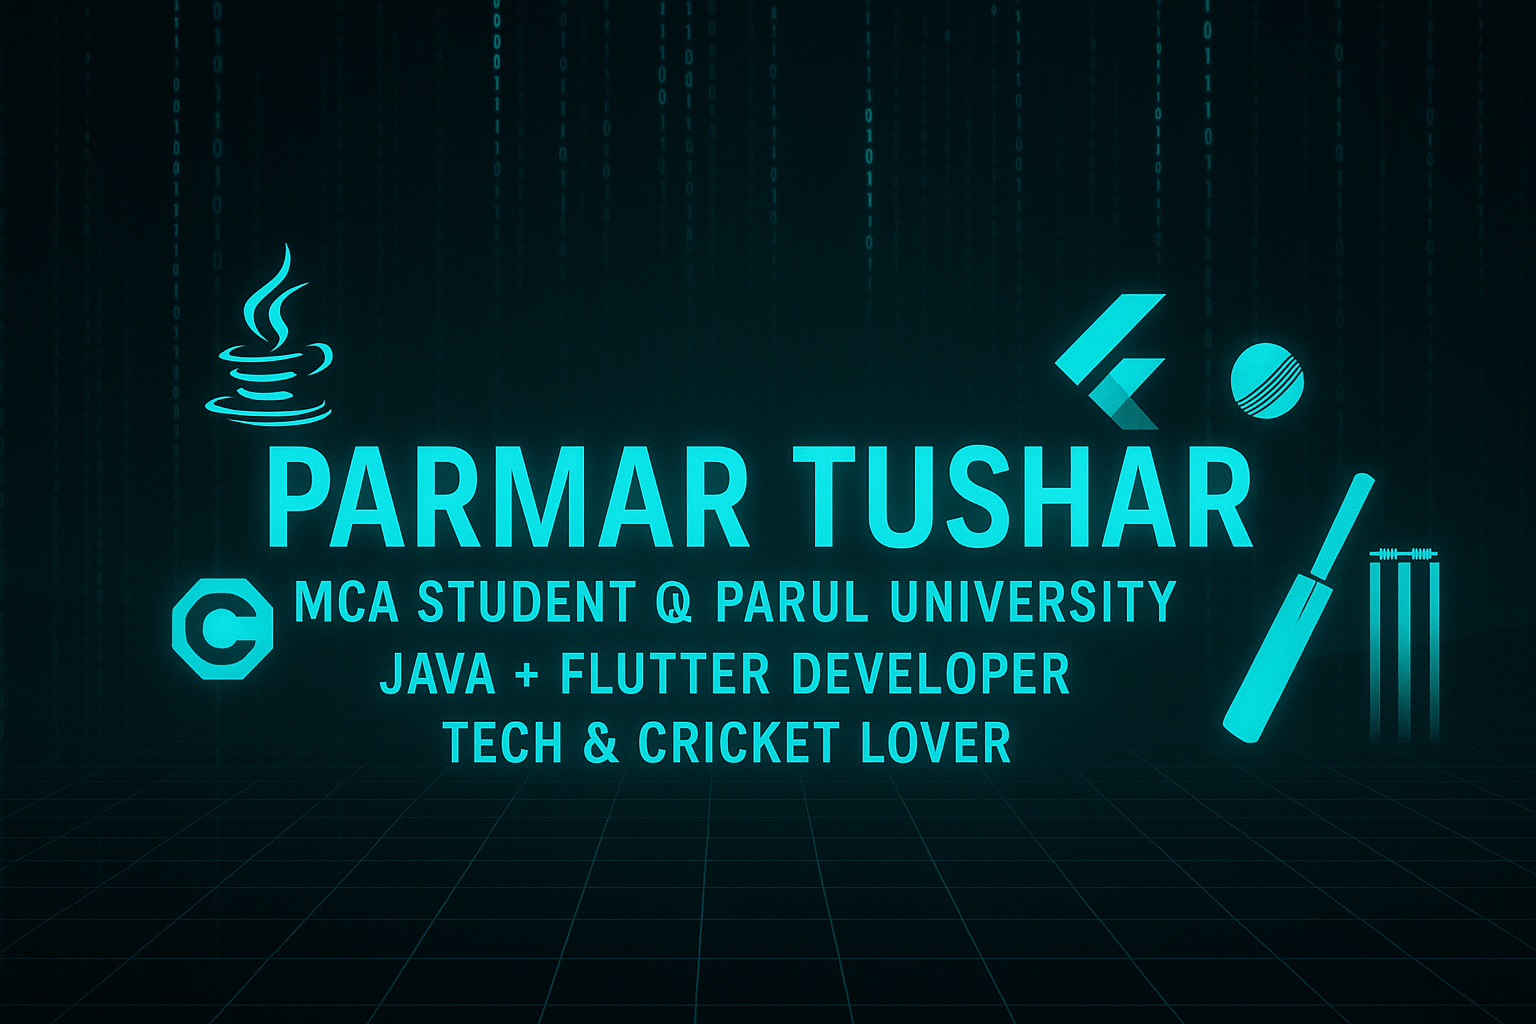 PARMAR TUSHAR
C
MCA STUDENT @ PARUL UNIVERSITY
JAVA + FLUTTER DEVELOPER
TECH & CRICKET LOVER